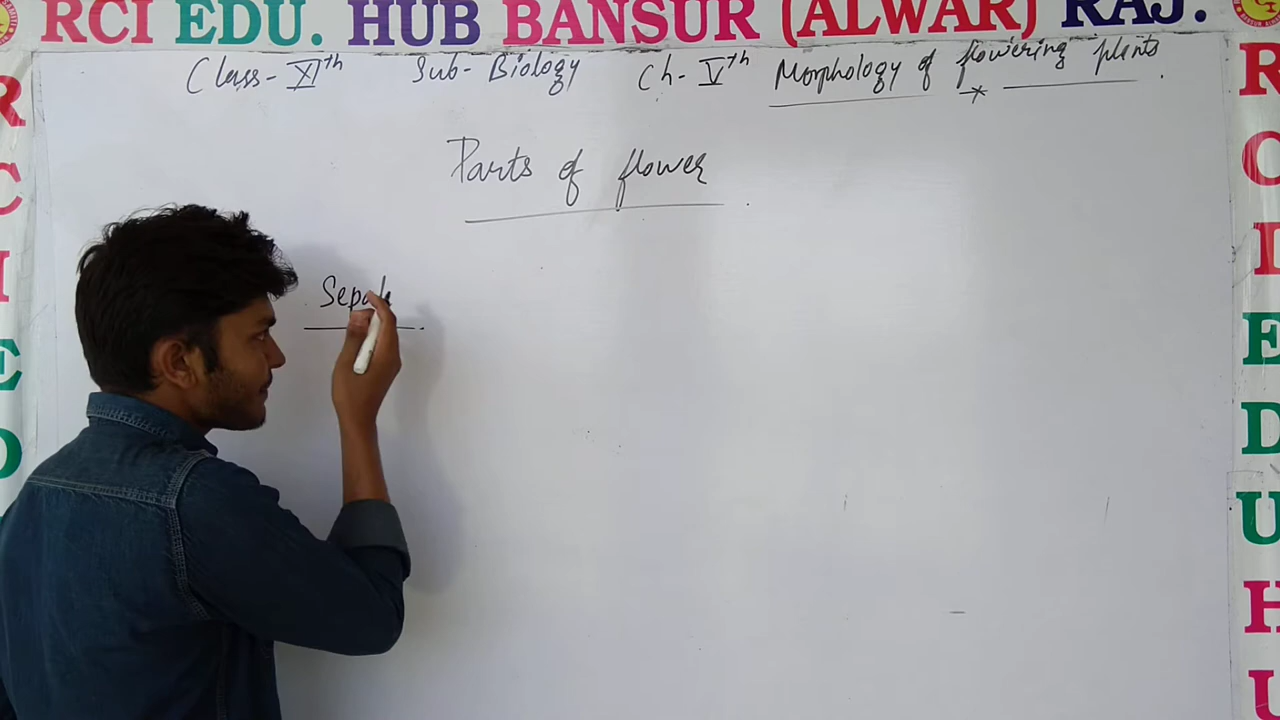 RCI EDU. HUB BANSUR (ALWAR) RAJ.
Class- XIth Sub- Biology Ch- Vth Morphology of flowering plants.
Parts of flower
R
C
I
E
D
R
C
I
E
D
U
H
U